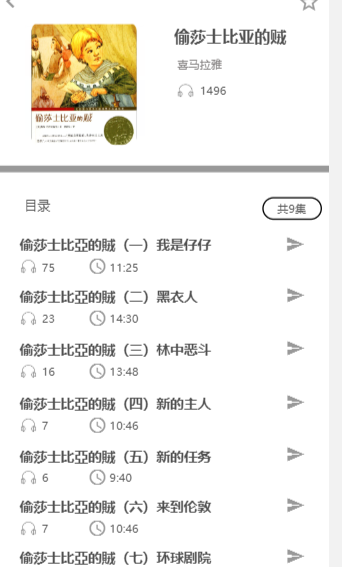 偷莎士比亚的贼
喜马拉雅
1496
偷莎士比亚的贼
目录
共9集
偷莎士比亞的賊（一）我是仔仔
75 11:25
偷莎士比亞的賊（二）黑衣人
23 14:30
偷莎士比亞的賊（三）林中恶斗
16 13:48
偷莎士比亞的賊（四）新的主人
7 10:46
偷莎士比亞的賊（五）新的任务
6 9:40
偷莎士比亞的賊（六）来到伦敦
7 10:46
偷莎士比亞的賊（七）环球剧院